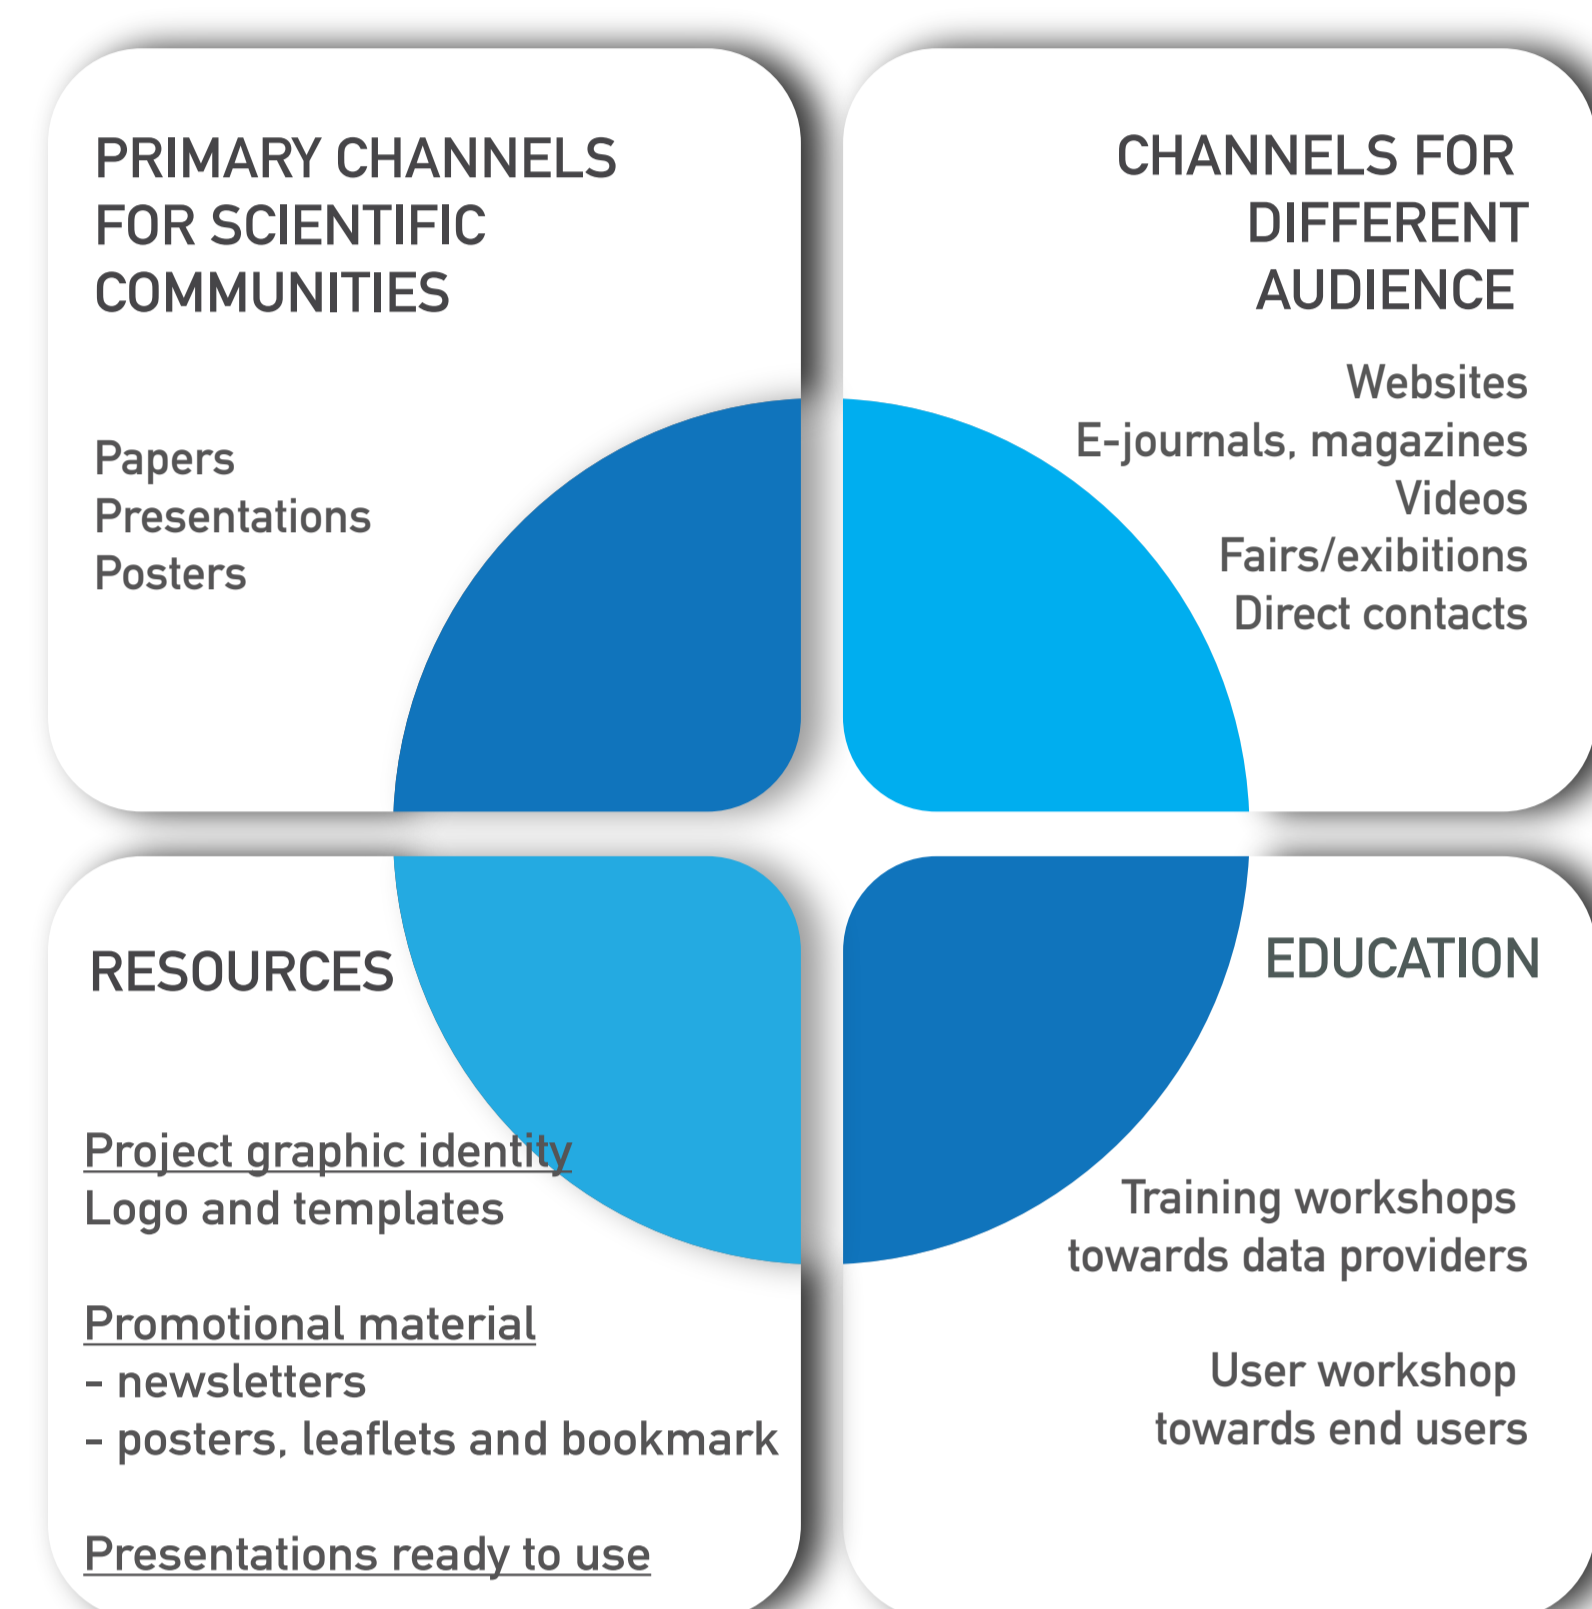 PRIMARY CHANNELS
FOR SCIENTIFIC
COMMUNITIES
Papers
Presentations
Posters
CHANNELS FOR
DIFFERENT
AUDIENCE
Websites
E-journals, magazines
Videos
Fairs/exibitions
Direct contacts
RESOURCES
Project graphic identity
Logo and templates
Promotional material
- newsletters
- posters, leaflets and bookmark
Presentations ready to use
EDUCATION
Training workshops
towards data providers
User workshop
towards end users